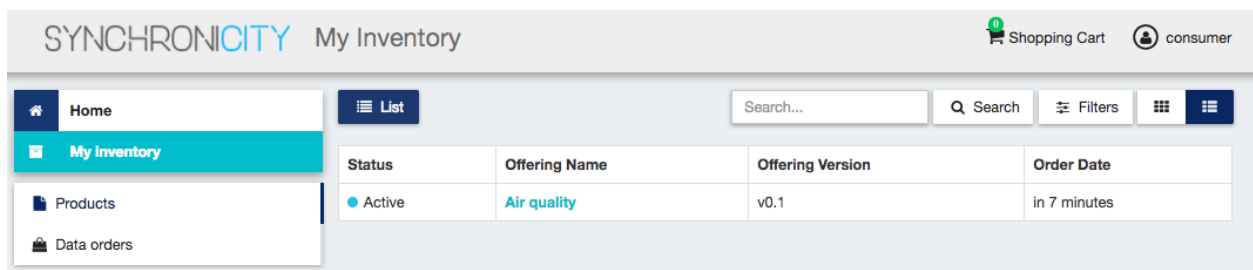 SYNCHRONICITY My Inventory
0
Shopping Cart
consumer
Home
My Inventory
Products
Data orders
List
Search...
Search
Filters
Status Offering Name Offering Version Order Date
Active Air quality v0.1 in 7 minutes